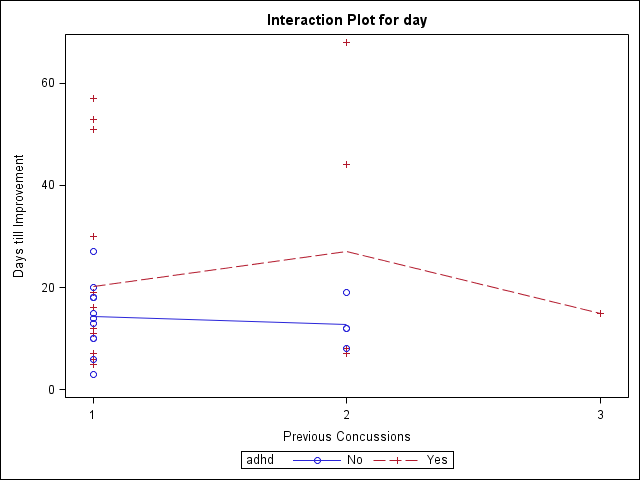 Interaction Plot for day
Days till Improvement
60
40
20
0
1 2 3
Previous Concussions
adhd No Yes